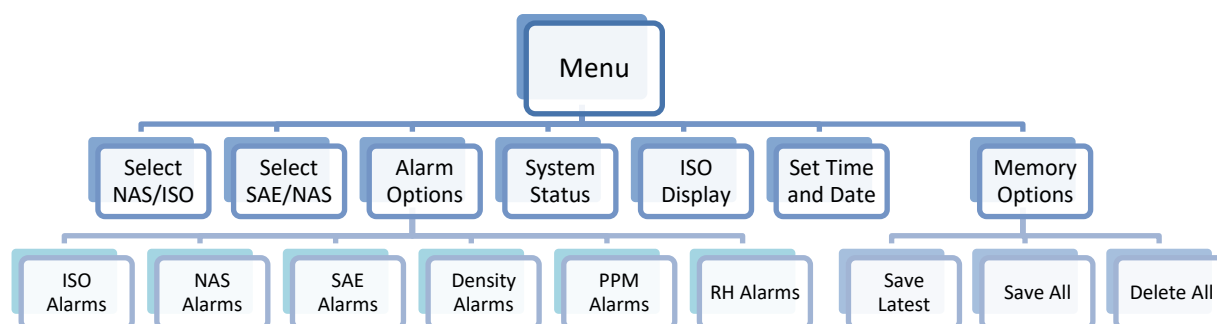 Menu
Select
NAS/ISO
Select
SAE/NAS
Alarm
Options
System
Status
ISO
Display
Set Time
and Date
Memory
Options
ISO
Alarms
NAS
Alarms
SAE
Alarms
Density
Alarms
PPM
Alarms
RH Alarms
Save
Latest
Save All
Delete All